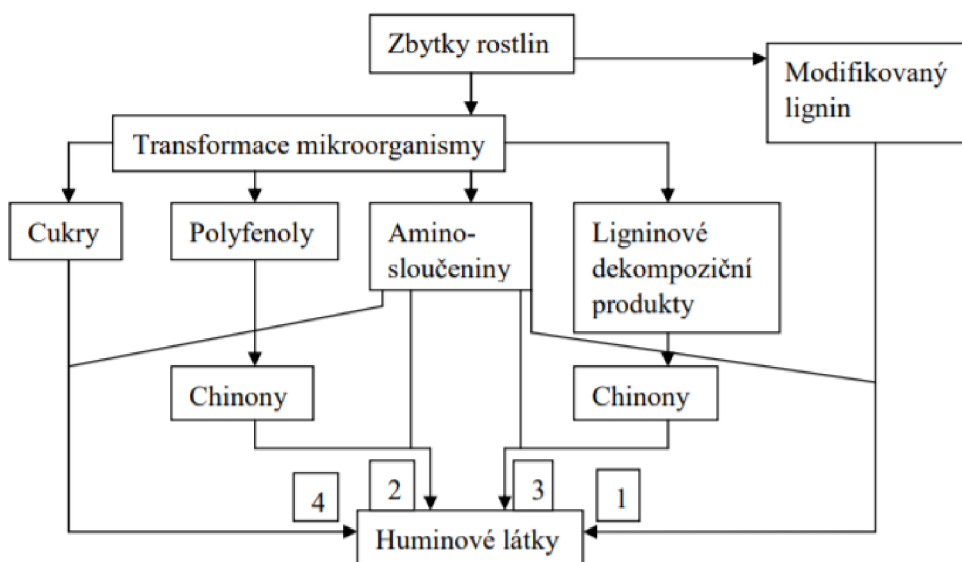 Zbytky rostlin
Modifikovaný
lignin
Transformace mikroorganismy
Cukry
Polyfenoly
Amino-
sloučeniny
Ligninové
dekompoziční
produkty
Chinony
Chinony
4
2
3
1
Huminové látky